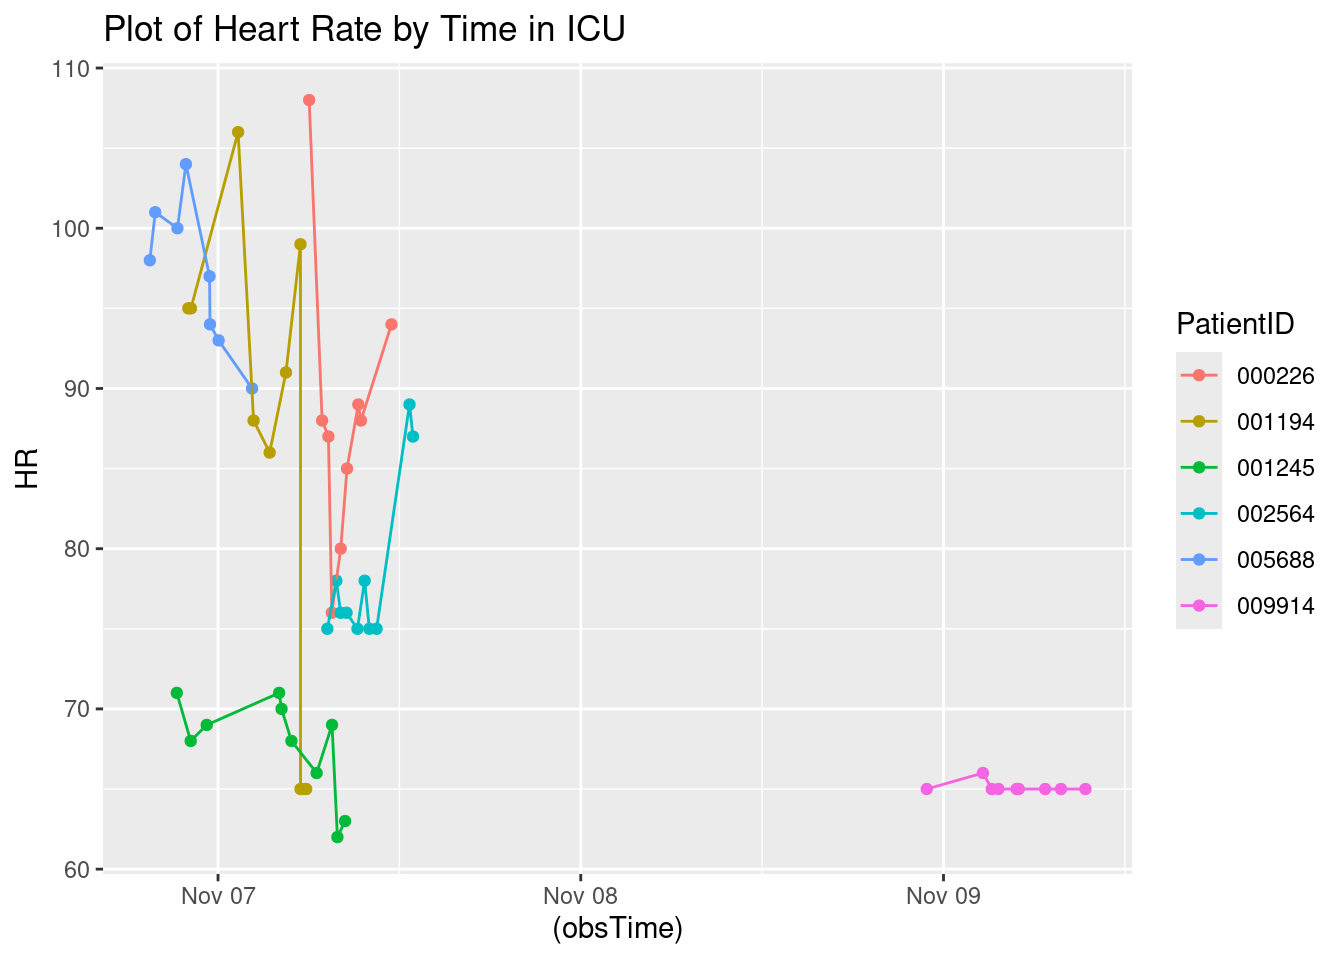 Plot of Heart Rate by Time in ICU
110
100
90
80
70
60
HR
Nov 07
Nov 08
Nov 09
(obsTime)
PatientID
000226
001194
001245
002564
005688
009914